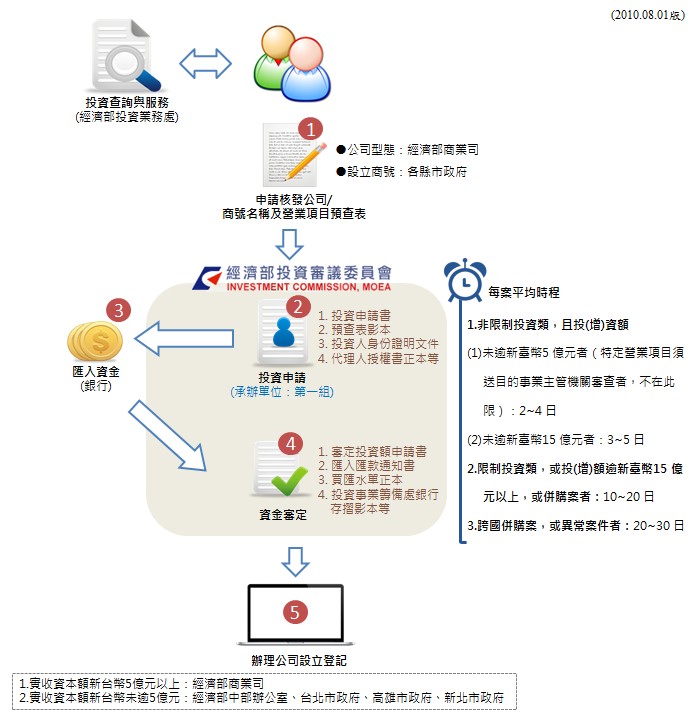 (2010.08.01版)
投資查詢與服務
(經濟部投資業務處)
1
●公司型態：經濟部商業司
●設立商號：各縣市政府
申請核發公司/
商號名稱及營業項目預查表
經濟部投資審議委員會
INVESTMENT COMMISSION, MOEA
2
1. 投資申請書
2. 預查表影本
3. 投資人身份證明文件
4. 代理人授權書正本等
投資申請
(承辦單位：第一組)
3
匯入資金
(銀行)
4
1. 審定投資額申請書
2. 匯入匯款通知書
3. 買匯水單正本
4. 投資事業籌備處銀行
存摺影本等
資金審定
每案平均時程
1.非限制投資類，且投(增)資額
(1)未逾新臺幣5 億元者（特定營業項目須
送目的事業主管機關審查者，不在此
限）：2~4 日
(2)未逾新臺幣15 億元者：3~5 日
2.限制投資類，或投(增)額逾新臺幣15 億
元以上，或併購案者：10~20 日
3.跨國併購案，或異常案件者：20~30 日
5
辦理公司設立登記
1.實收資本額新台幣5億元以上：經濟部商業司
2.實收資本額新台幣未逾5億元：經濟部中部辦公室、台北市政府、高雄市政府、新北市政府